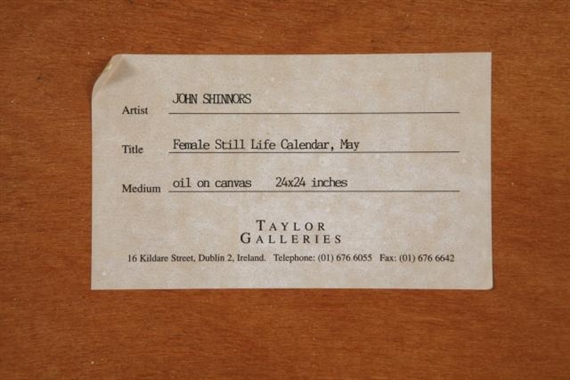 Artist JOHN SHINNORS
Title Female Still Life Calendar, May
Medium oil on canvas 24x24 inches
TAYLOR
GALLERIES
16 Kildare Street, Dublin 2, Ireland. Telephone: (01) 676 6055 Fax: (01) 676 6642